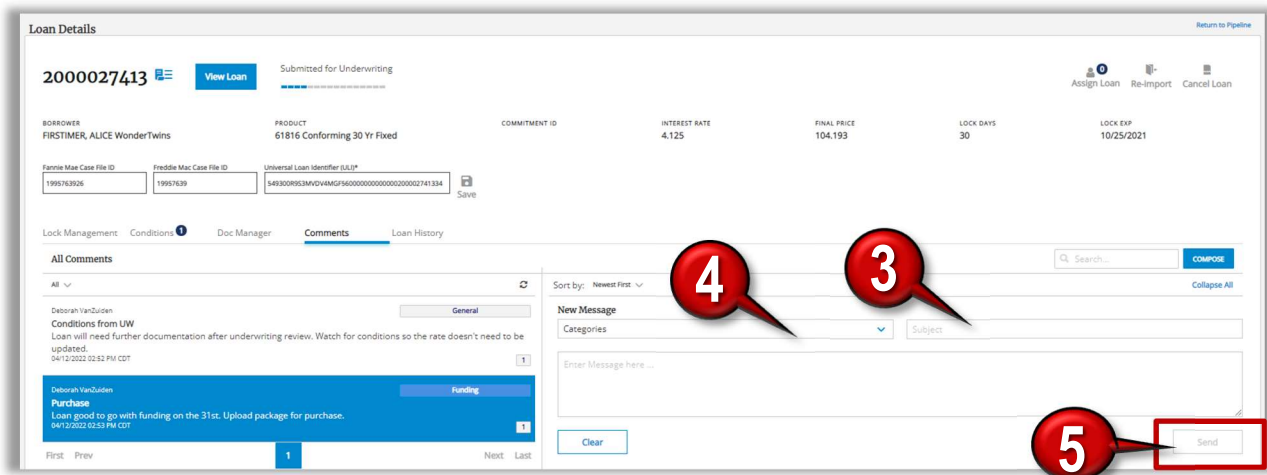 Loan Details
Return to Pipeline
2000027413
View Loan
Submitted for Underwriting
0
Assign Loan
Re-import
Cancel Loan
BORROWER
FIRSTIMER, ALICE WonderTwins
PRODUCT
61816 Conforming 30 Yr Fixed
COMMITMENT ID
INTEREST RATE
4.125
FINAL PRICE
104.193
LOCK DAYS
30
LOCK EXP
10/25/2021
Fannie Mae Case File ID
1995763926
Freddie Mac Case File ID
19957639
Universal Loan Identifier (ULI)*
Save
Lock Management
Conditions 1
Doc Manager
Comments
Loan History
All Comments
Search...
COMPOSE
All
Sort by: Newest First
Collapse All
Deborah VanZuiden
General
Conditions from UW
Loan will need further documentation after underwriting review. Watch for conditions so the rate doesn't need to be
updated.
04/12/2022 02:52 PM CDT
1
Deborah VanZuiden
Funding
Purchase
Loan good to go with funding on the 31st. Upload package for purchase.
04/12/2022 02:53 PM CDT
1
First Prev
1
Next Last
New Message
Categories
Subject
Enter Message here ...
Clear
Send
4
3
5